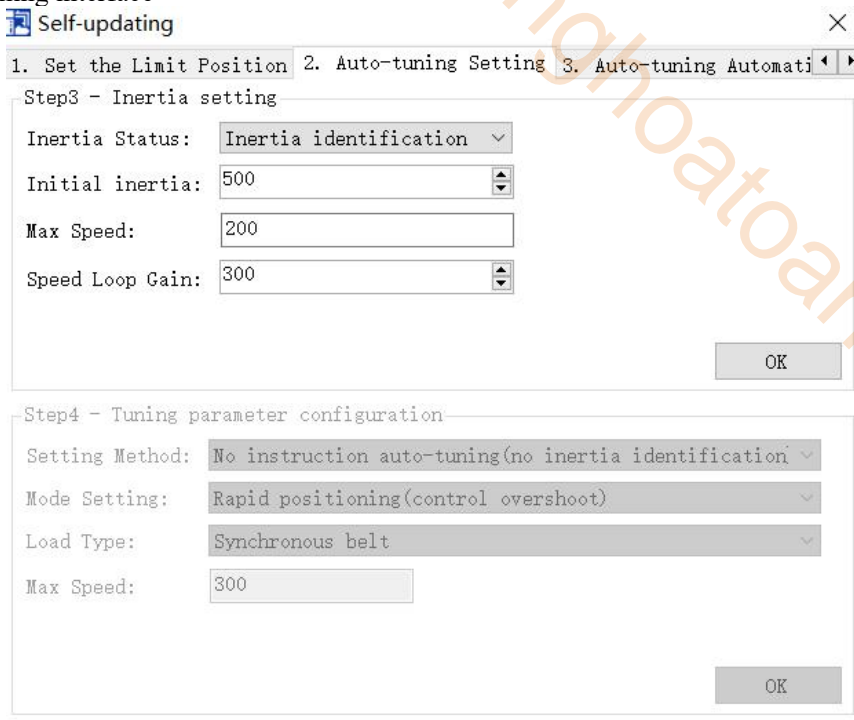 Self-updating
1. Set the Limit Position 2. Auto-tuning Setting 3. Auto-tuning Automati
Step3 - Inertia setting
Inertia Status: Inertia identification
Initial inertia: 500
Max Speed: 200
Speed Loop Gain: 300
OK
Step4 - Tuning parameter configuration
Setting Method: No instruction auto-tuning(no inertia identification
Mode Setting: Rapid positioning(control overshoot)
Load Type: Synchronous belt
Max Speed: 300
OK